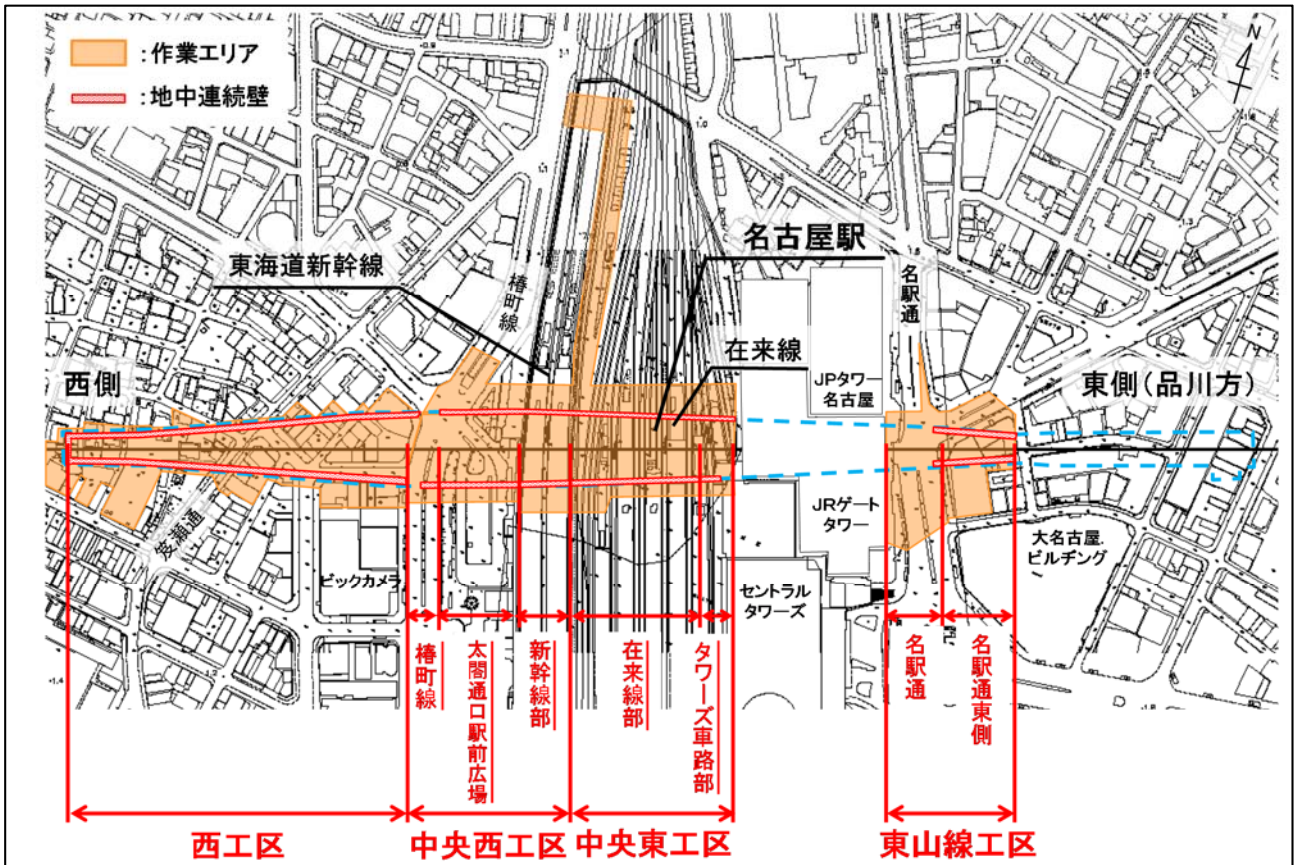 :作業エリア
:地中連続壁
N
東海道新幹線
椿町線
名古屋駅
在来線
名駅通
JPタワー
名古屋
西側
東側(品川方)
JRゲート
タワー
大名古屋
ビルヂング
ビックカメラ
セントラル
タワーズ
椿町線
太閤通口駅前広場
新幹線部
在来線部
タワーズ車路部
名駅通
名駅通東側
西工区
中央西工区
中央東工区
東山線工区